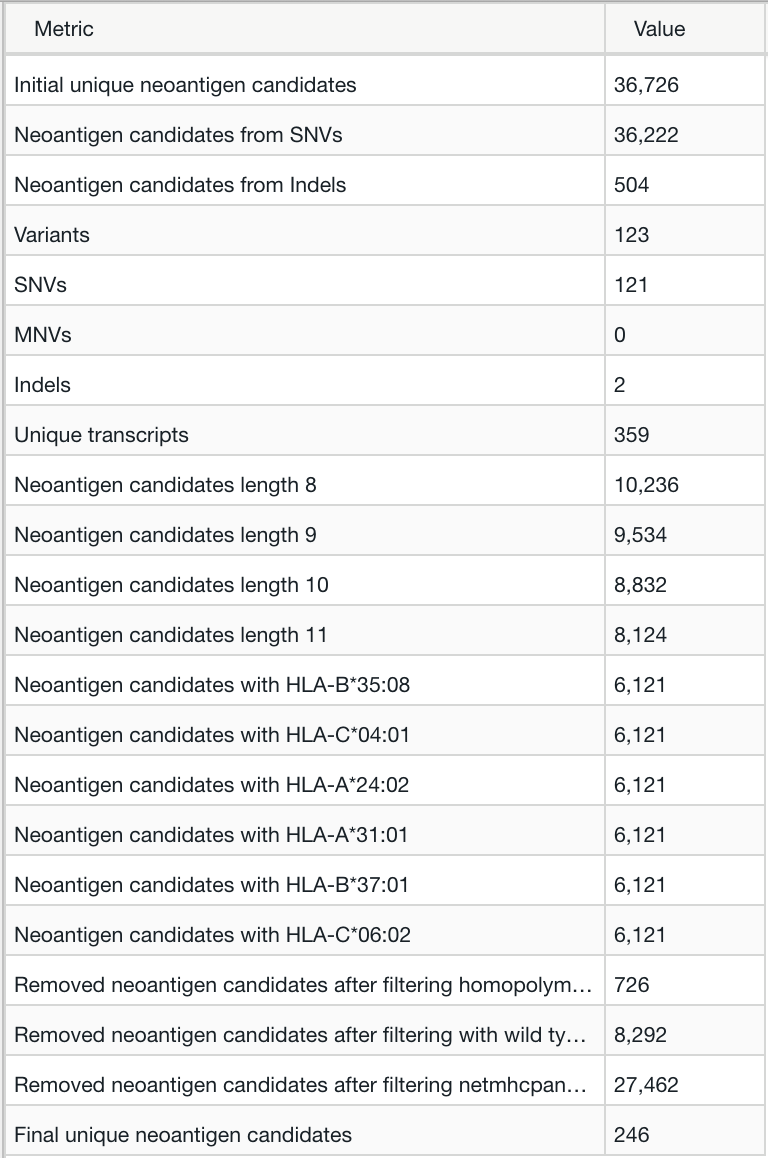 Metric Value
Initial unique neoantigen candidates 36,726
Neoantigen candidates from SNVs 36,222
Neoantigen candidates from Indels 504
Variants 123
SNVs 121
MNVs 0
Indels 2
Unique transcripts 359
Neoantigen candidates length 8 10,236
Neoantigen candidates length 9 9,534
Neoantigen candidates length 10 8,832
Neoantigen candidates length 11 8,124
Neoantigen candidates with HLA-B*35:08 6,121
Neoantigen candidates with HLA-C*04:01 6,121
Neoantigen candidates with HLA-A*24:02 6,121
Neoantigen candidates with HLA-A*31:01 6,121
Neoantigen candidates with HLA-B*37:01 6,121
Neoantigen candidates with HLA-C*06:02 6,121
Removed neoantigen candidates after filtering homopolym... 726
Removed neoantigen candidates after filtering with wild ty... 8,292
Removed neoantigen candidates after filtering netmhcpan... 27,462
Final unique neoantigen candidates 246